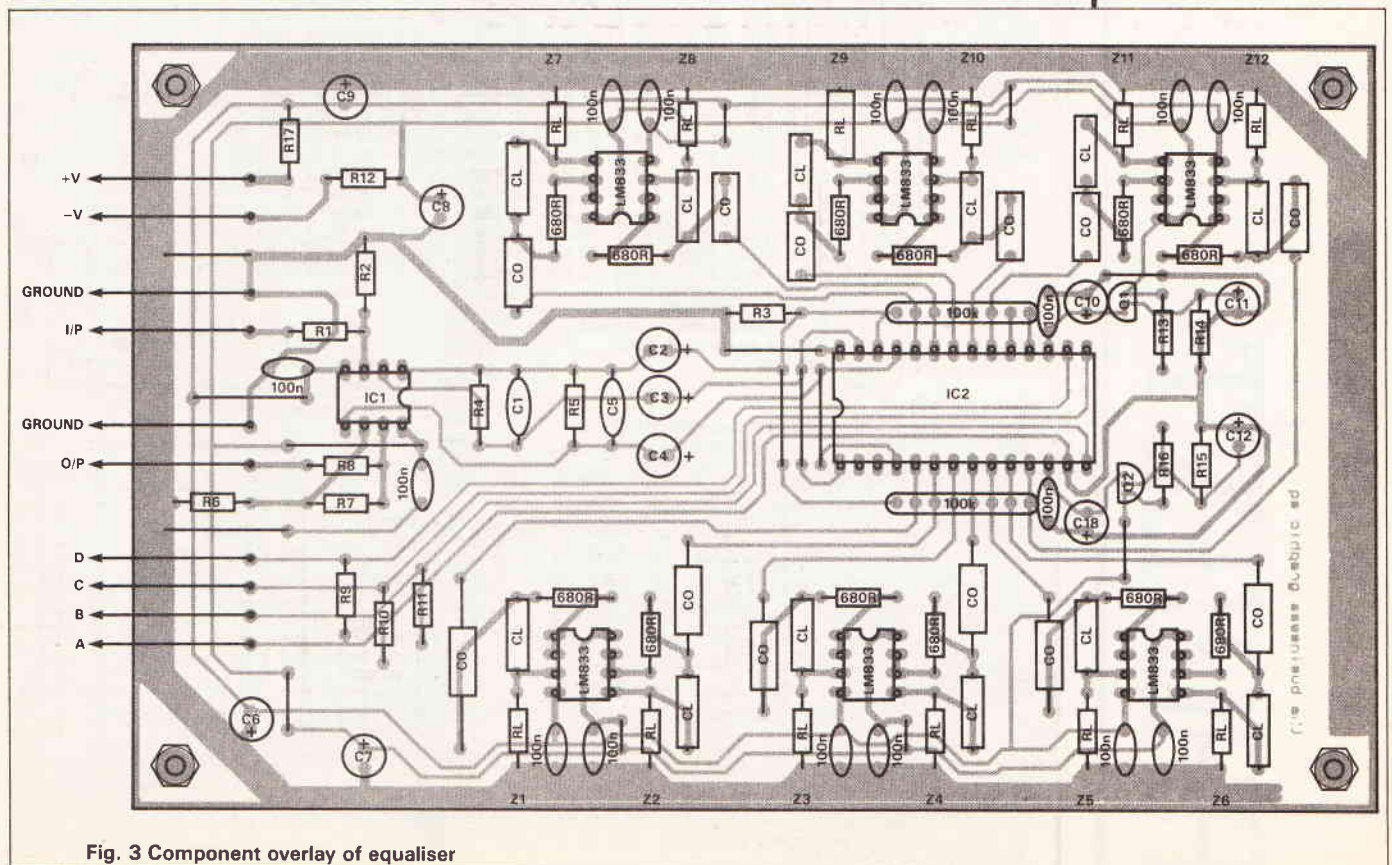 Z7 Z8 Z9 Z10 Z11 Z12
C9
R17
RL 100n RL
RL 100n 100n RL
RL 100n 100n RL
+V
R12
−V
C8
CL LM833 680R CL CO
CL LM833 680R CL CO
CO LM833 680R CL CO
CO 680R
CO 680R
CL 680R
R2
GROUND
I/P
R1
R3
100k
100n
C10
Q1
R13
R14
C11
100n
IC1
R4
C1
R5
C5
C2
C3
C4
IC2
GROUND
O/P
R8
R6
R7
100n
100k
100n
C18
Q2
R16
R15
C12
D
C
B
A
R9
R10
R11
CO CL 680R LM833 680R CO CL
CO CL 680R LM833 680R CO CL
CO CL 680R LM833 680R CO CL
C6
C7
RL 100n 100n RL
RL 100n 100n RL
RL 100n 100n RL
Z1 Z2 Z3 Z4 Z5 Z6
Fig. 3 Component overlay of equaliser